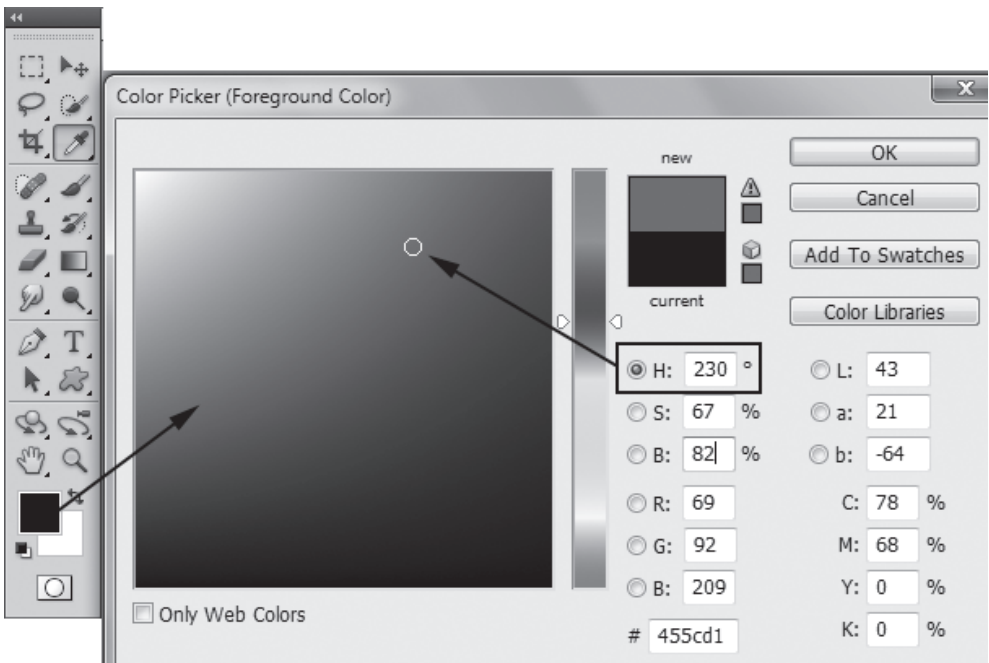 Color Picker (Foreground Color)
new
current
OK
Cancel
Add To Swatches
Color Libraries
H: 230 °
S: 67 %
B: 82 %
R: 69
G: 92
B: 209
# 455cd1
L: 43
a: 21
b: -64
C: 78 %
M: 68 %
Y: 0 %
K: 0 %
Only Web Colors
T